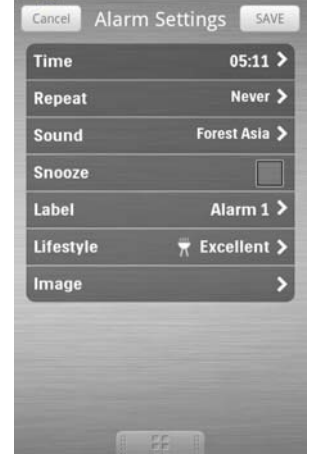 Cancel Alarm Settings SAVE
Time 05:11
Repeat Never
Sound Forest Asia
Snooze
Label Alarm 1
Lifestyle Excellent
Image